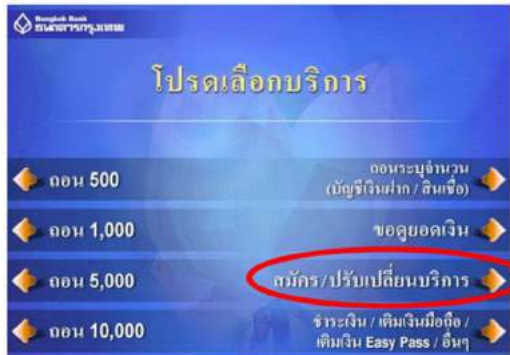 Bangkok Bank
ธนาคารกรุงเทพ
โปรดเลือกบริการ
ถอน 500
ถอนระบุจำนวน
(บัญชีเงินฝาก / สินเชื่อ)
ถอน 1,000
ขอดูยอดเงิน
ถอน 5,000
สมัคร/ปรับเปลี่ยนบริการ
ถอน 10,000
ชำระเงิน / เติมเงินมือถือ /
เติมเงิน Easy Pass / อื่นๆ